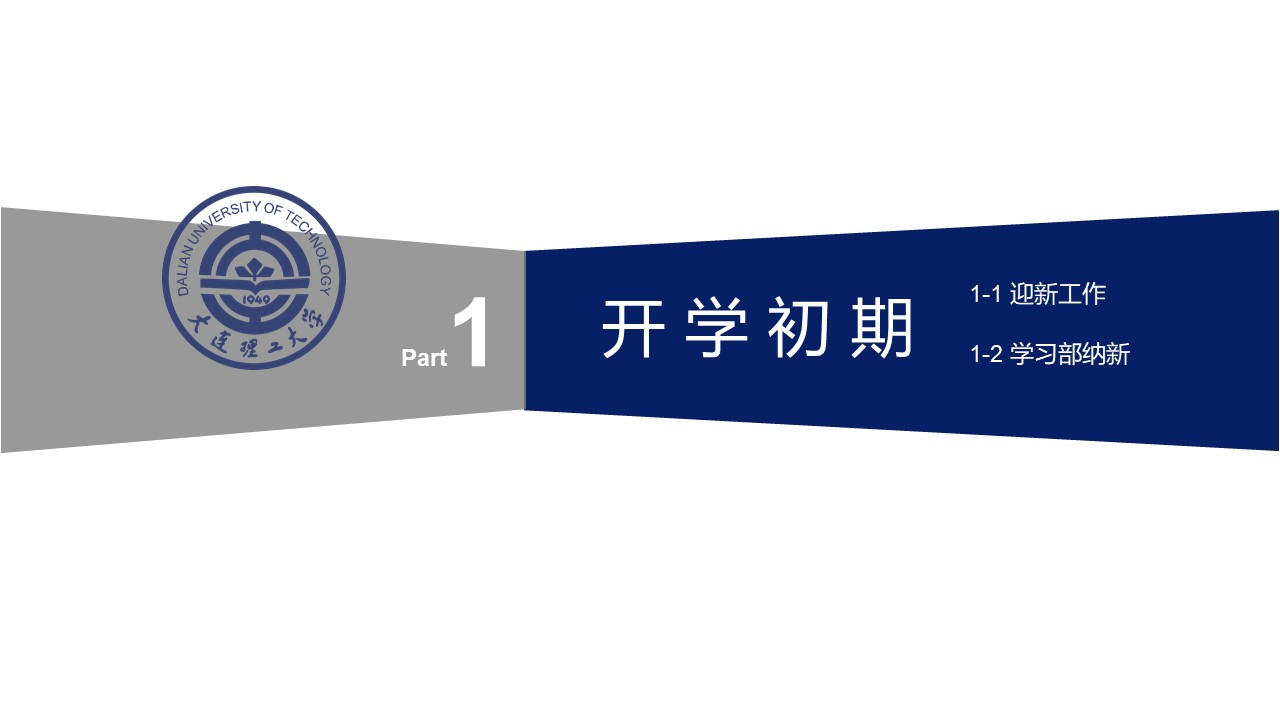 DALIAN UNIVERSITY OF TECHNOLOGY
1949
大连理工大学
Part 1
开学初期
1-1 迎新工作
1-2 学习部纳新